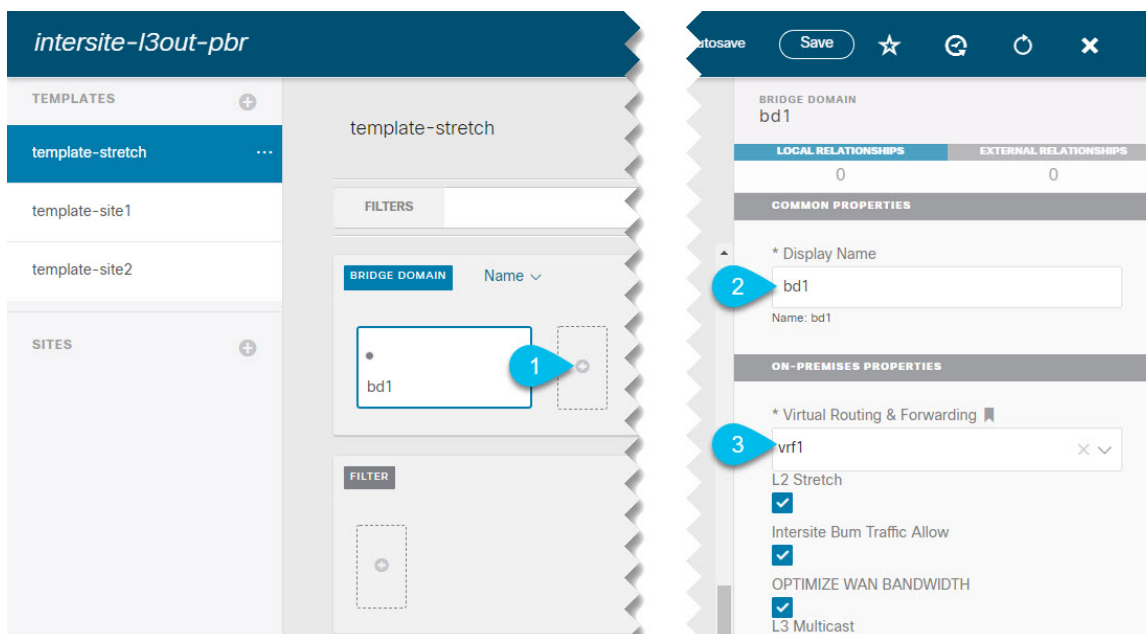 intersite-l3out-pbr
TEMPLATES
template-stretch
template-site1
template-site2
SITES
template-stretch
FILTERS
BRIDGE DOMAIN
Name
bd1
1
FILTER
utosave
Save
BRIDGE DOMAIN
bd1
LOCAL RELATIONSHIPS
EXTERNAL RELATIONSHIPS
0
0
COMMON PROPERTIES
* Display Name
2
bd1
Name: bd1
ON-PREMISES PROPERTIES
* Virtual Routing & Forwarding
3
vrf1
L2 Stretch
Intersite Bum Traffic Allow
OPTIMIZE WAN BANDWIDTH
L3 Multicast